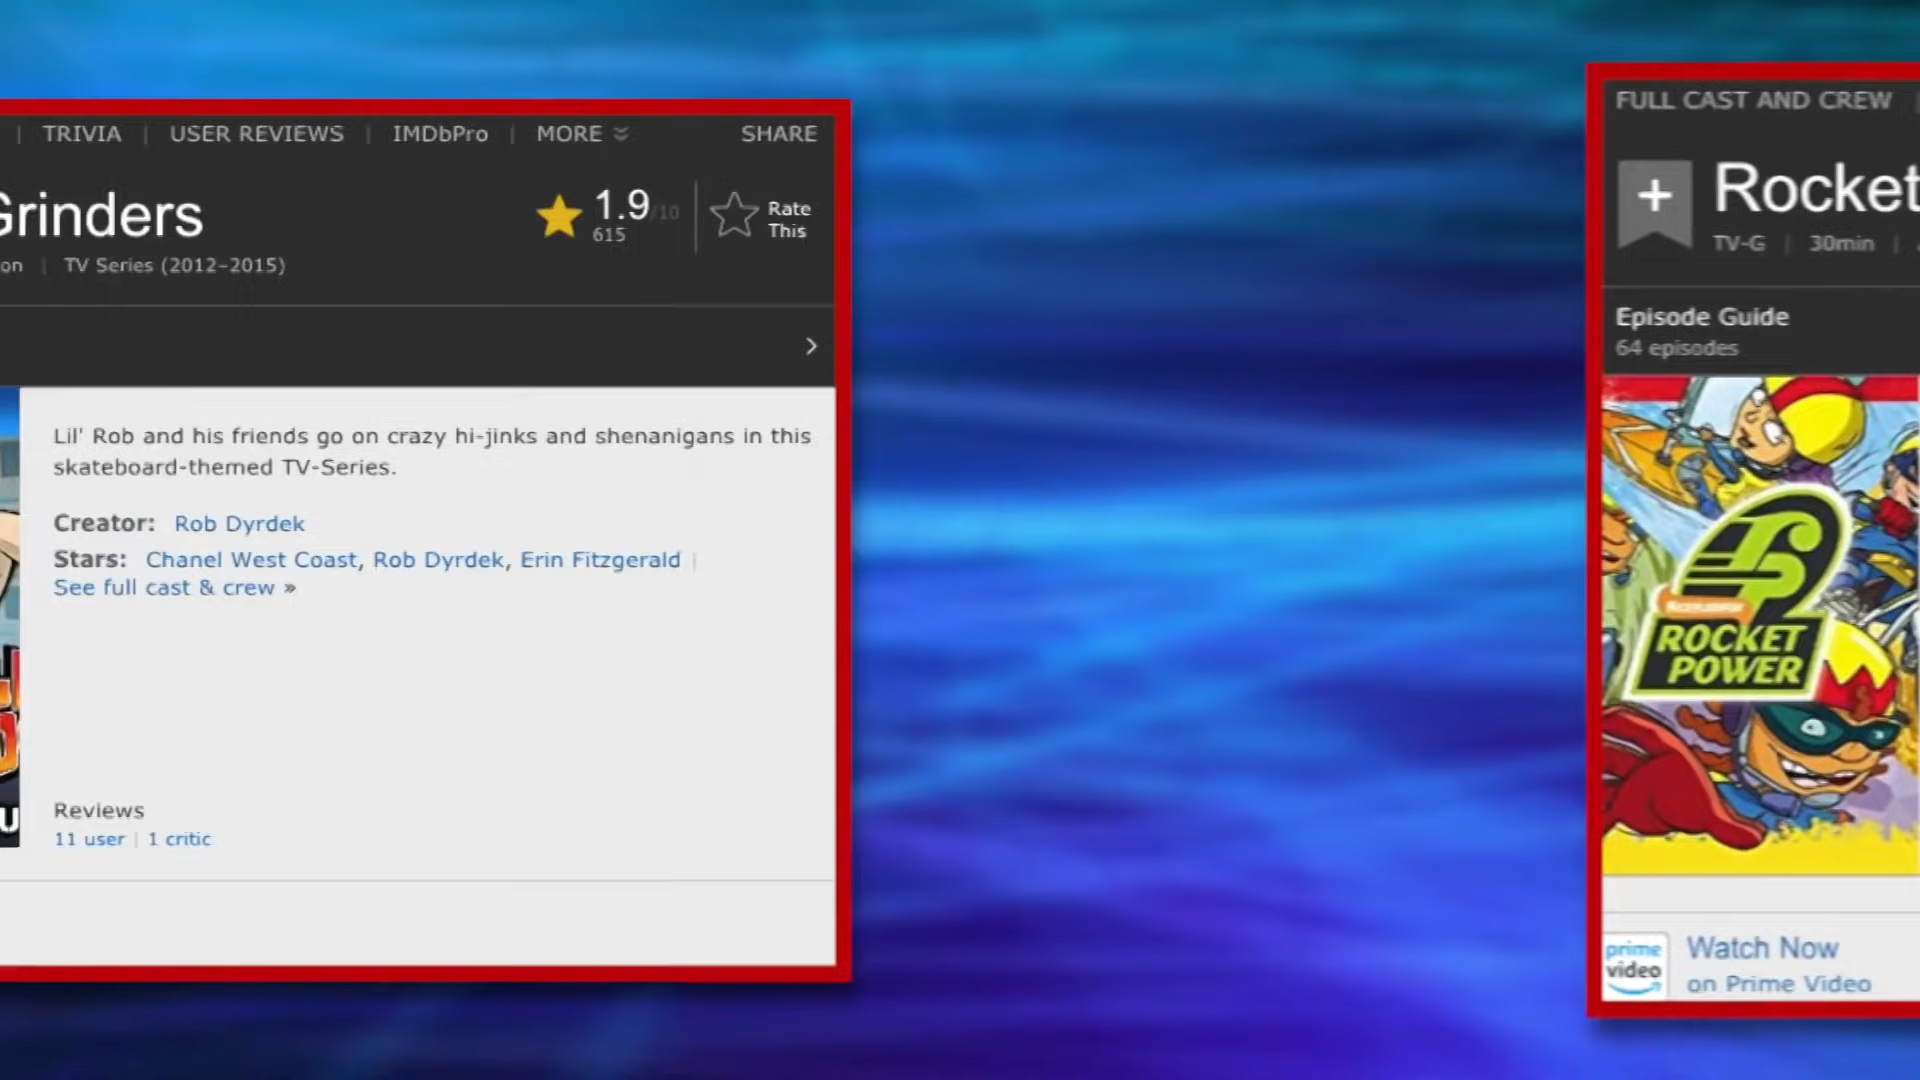 TRIVIA | USER REVIEWS | IMDbPro | MORE SHARE
Grinders
1.9/10
615
Rate
This
on | TV Series (2012–2015)
Lil' Rob and his friends go on crazy hi-jinks and shenanigans in this
skateboard-themed TV-Series.
Creator: Rob Dyrdek
Stars: Chanel West Coast, Rob Dyrdek, Erin Fitzgerald |
See full cast & crew »
Reviews
11 user | 1 critic
U
FULL CAST AND CREW
Rocket
TV-G | 30min |
Episode Guide
64 episodes
ROCKET
POWER
prime
video
Watch Now
on Prime Video